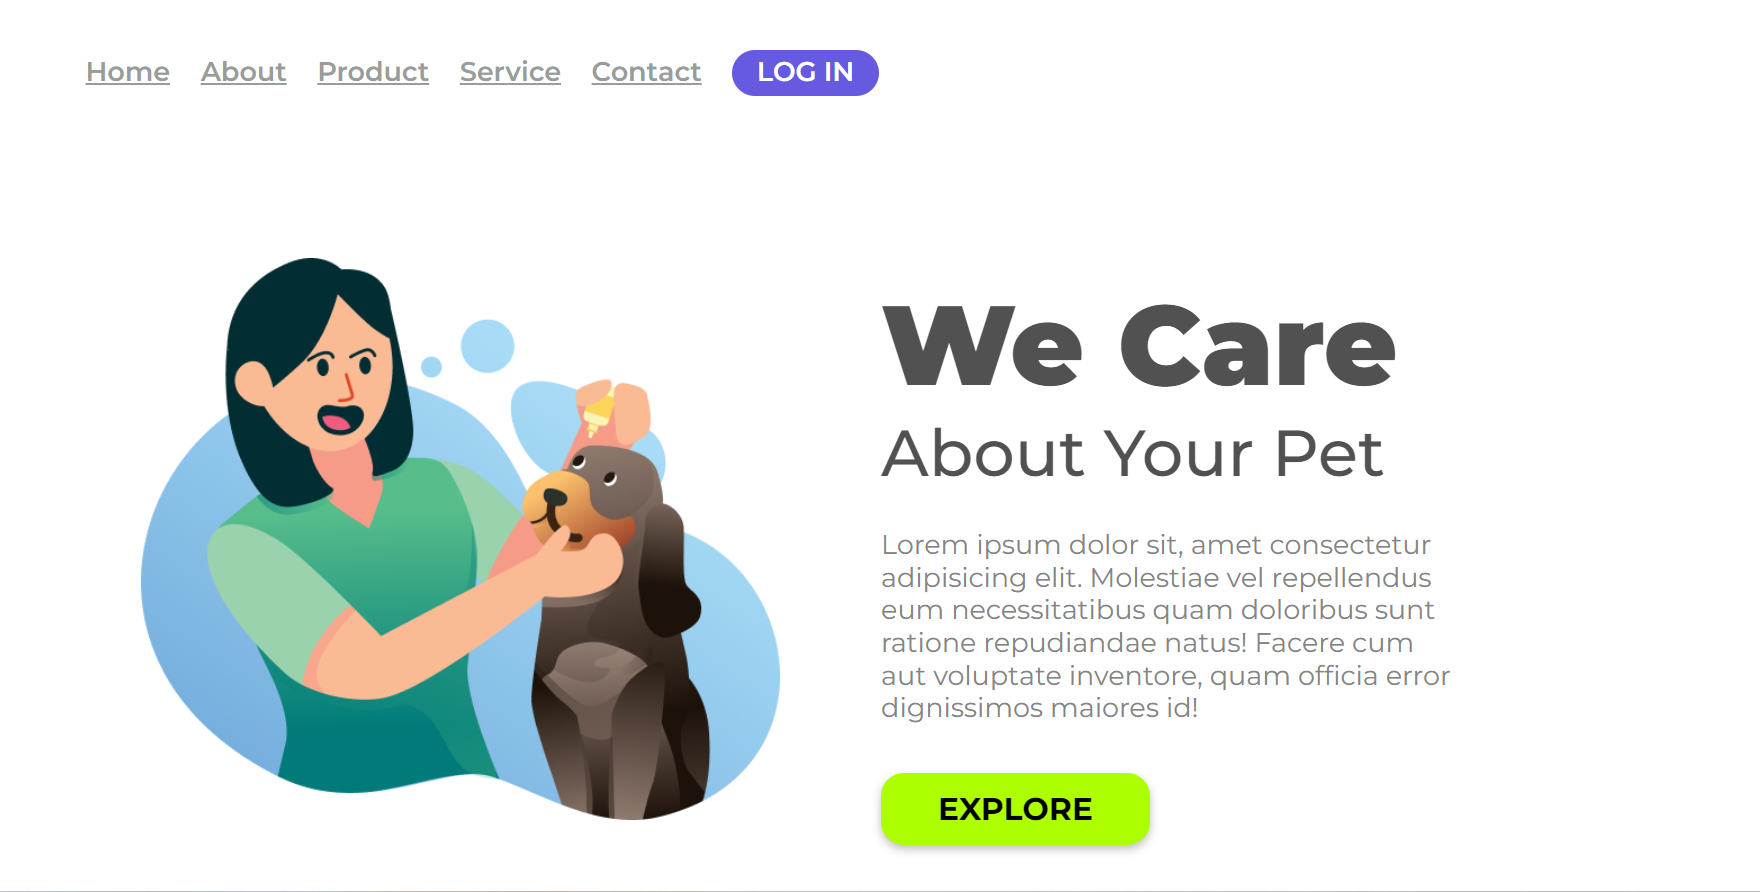 Home About Product Service Contact LOG IN
We Care
About Your Pet
Lorem ipsum dolor sit, amet consectetur
adipisicing elit. Molestiae vel repellendus
eum necessitatibus quam doloribus sunt
ratione repudiandae natus! Facere cum
aut voluptate inventore, quam officia error
dignissimos maiores id!
EXPLORE